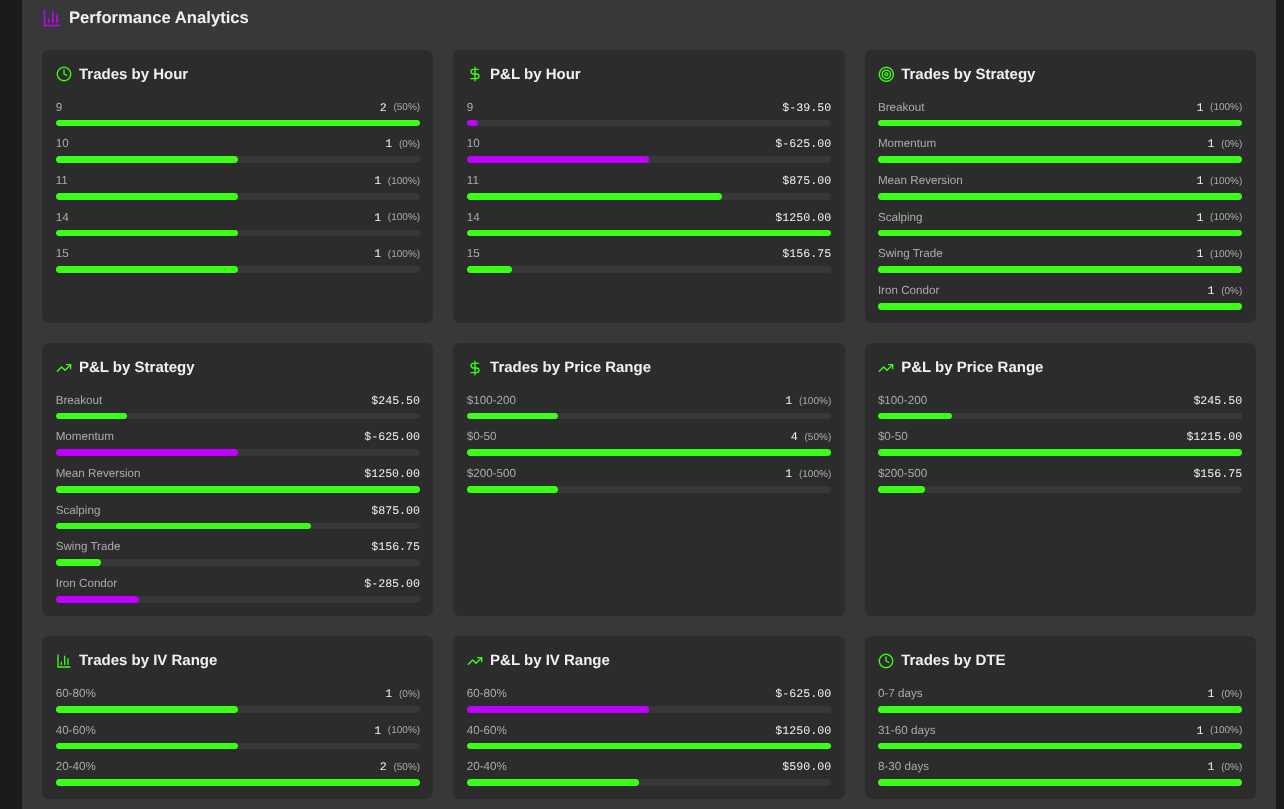 Performance Analytics
Trades by Hour
9 2 (50%)
10 1 (0%)
11 1 (100%)
14 1 (100%)
15 1 (100%)
P&L by Hour
9 $-39.50
10 $-625.00
11 $875.00
14 $1250.00
15 $156.75
Trades by Strategy
Breakout 1 (100%)
Momentum 1 (0%)
Mean Reversion 1 (100%)
Scalping 1 (100%)
Swing Trade 1 (100%)
Iron Condor 1 (0%)
P&L by Strategy
Breakout $245.50
Momentum $-625.00
Mean Reversion $1250.00
Scalping $875.00
Swing Trade $156.75
Iron Condor $-285.00
Trades by Price Range
$100-200 1 (100%)
$0-50 4 (50%)
$200-500 1 (100%)
P&L by Price Range
$100-200 $245.50
$0-50 $1215.00
$200-500 $156.75
Trades by IV Range
60-80% 1 (0%)
40-60% 1 (100%)
20-40% 2 (50%)
P&L by IV Range
60-80% $-625.00
40-60% $1250.00
20-40% $590.00
Trades by DTE
0-7 days 1 (0%)
31-60 days 1 (100%)
8-30 days 1 (0%)